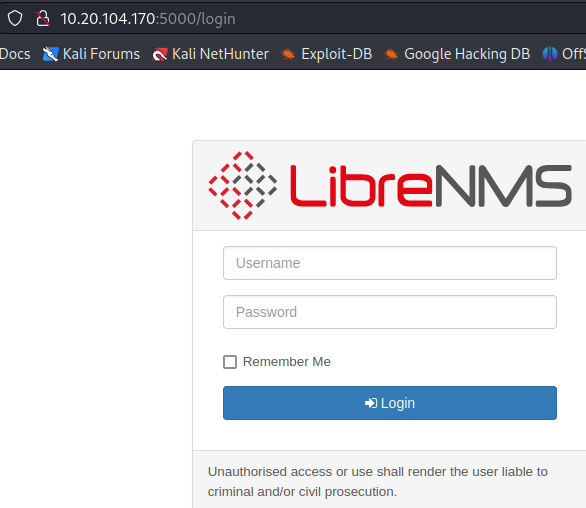 10.20.104.170:5000/login
Docs Kali Forums Kali NetHunter Exploit-DB Google Hacking DB OffS
LibreNMS
Username
Password
Remember Me
Login
Unauthorised access or use shall render the user liable to
criminal and/or civil prosecution.